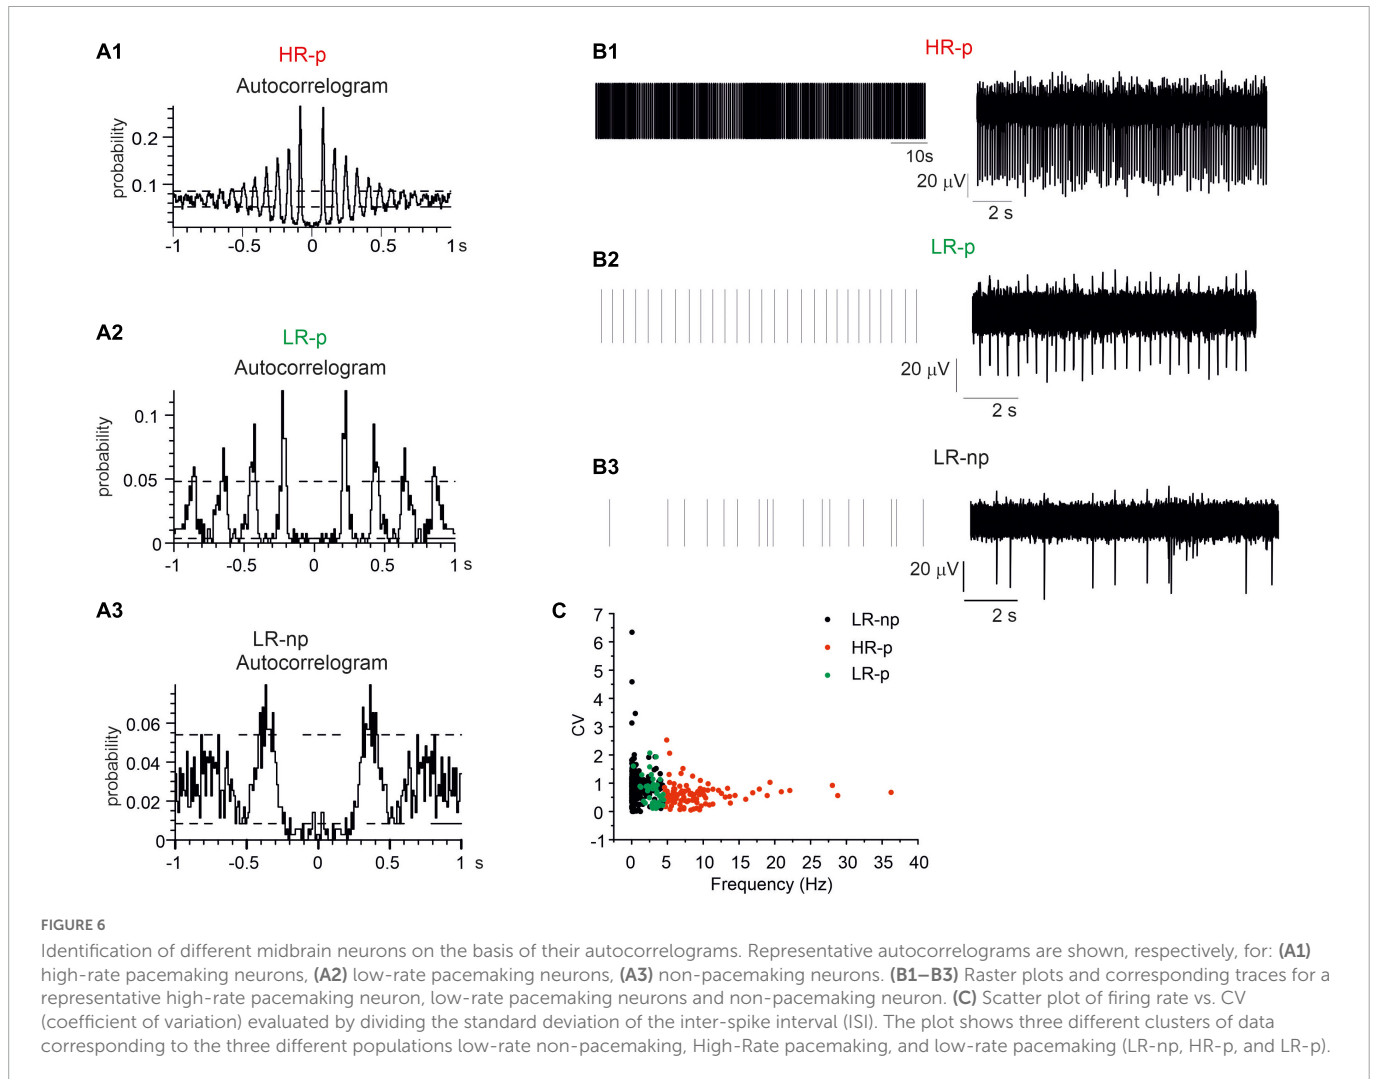 A1
HR-p
Autocorrelogram
probability
0.2
0.1
-1 -0.5 0 0.5 1 s
A2
LR-p
Autocorrelogram
probability
0.1
0.05
0
-1 -0.5 0 0.5 1 s
A3
LR-np
Autocorrelogram
probability
0.06
0.04
0.02
0
-1 -0.5 0 0.5 1 s
B1
HR-p
10s
20 μV
2 s
B2
LR-p
20 μV
2 s
B3
LR-np
20 μV
2 s
C
CV
7
6
5
4
3
2
1
0
-1
0 5 10 15 20 25 30 35 40
Frequency (Hz)
LR-np
HR-p
LR-p
FIGURE 6
Identification of different midbrain neurons on the basis of their autocorrelograms. Representative autocorrelograms are shown, respectively, for: (A1)
high-rate pacemaking neurons, (A2) low-rate pacemaking neurons, (A3) non-pacemaking neurons. (B1–B3) Raster plots and corresponding traces for a
representative high-rate pacemaking neuron, low-rate pacemaking neurons and non-pacemaking neuron. (C) Scatter plot of firing rate vs. CV
(coefficient of variation) evaluated by dividing the standard deviation of the inter-spike interval (ISI). The plot shows three different clusters of data
corresponding to the three different populations low-rate non-pacemaking, High-Rate pacemaking, and low-rate pacemaking (LR-np, HR-p, and LR-p).